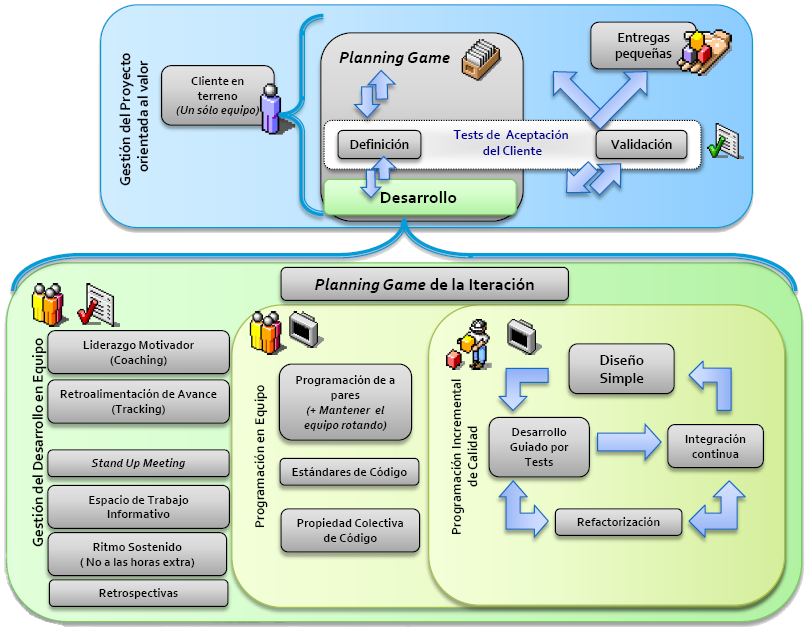 Gestión del Proyecto
orientada al valor
Cliente en
terreno
(Un sólo equipo)
Planning Game
Entregas
pequeñas
Definición
Tests de Aceptación
del Cliente
Validación
Desarrollo
Planning Game de la Iteración
Gestión del Desarrollo en Equipo
Liderazgo Motivador
(Coaching)
Retroalimentación de Avance
(Tracking)
Stand Up Meeting
Espacio de Trabajo
Informativo
Ritmo Sostenido
( No a las horas extra)
Retrospectivas
Programación en Equipo
Programación de a
pares
(+ Mantener el
equipo rotando)
Estándares de Código
Propiedad Colectiva
de Código
Programación Incremental
de Calidad
Diseño
Simple
Desarrollo
Guiado por
Tests
Integración
continua
Refactorización